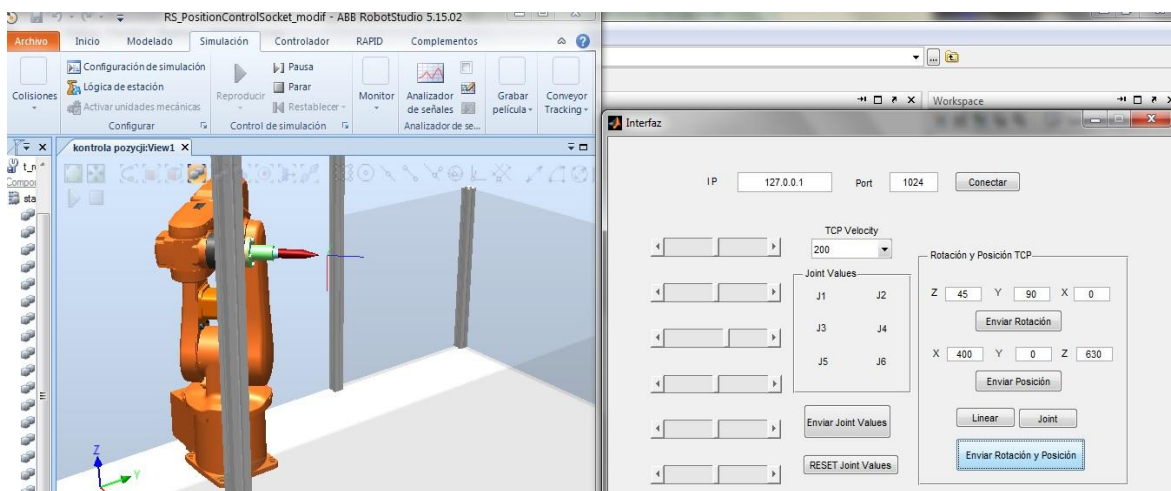 RS_PositionControlSocket_modif - ABB RobotStudio 5.15.02
Archivo Inicio Modelado Simulación Controlador RAPID Complementos
Colisiones
Configuración de simulación
Lógica de estación
Activar unidades mecánicas
Configurar
Reproducir
Pausa
Parar
Restablecer
Control de simulación
Monitor
Analizador de señales
Analizador de se...
Grabar película
Conveyor Tracking
kontrola pozycji:View1
Z
Y
Workspace
Interfaz
IP 127.0.0.1 Port 1024 Conectar
TCP Velocity
200
Joint Values
J1 J2
J3 J4
J5 J6
Enviar Joint Values
RESET Joint Values
Rotación y Posición TCP
Z 45 Y 90 X 0
Enviar Rotación
X 400 Y 0 Z 630
Enviar Posición
Linear Joint
Enviar Rotación y Posición